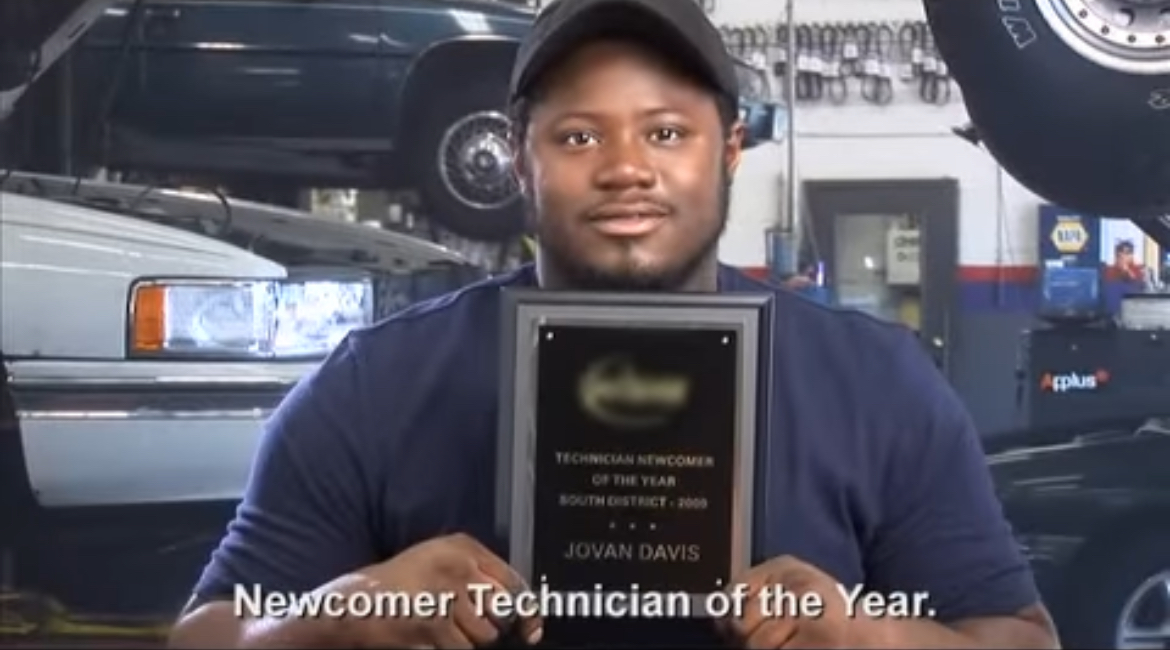 NAPA
Applus+
TECHNICIAN NEWCOMER
OF THE YEAR
SOUTH DISTRICT - 2009
JOVAN DAVIS
Newcomer Technician of the Year.